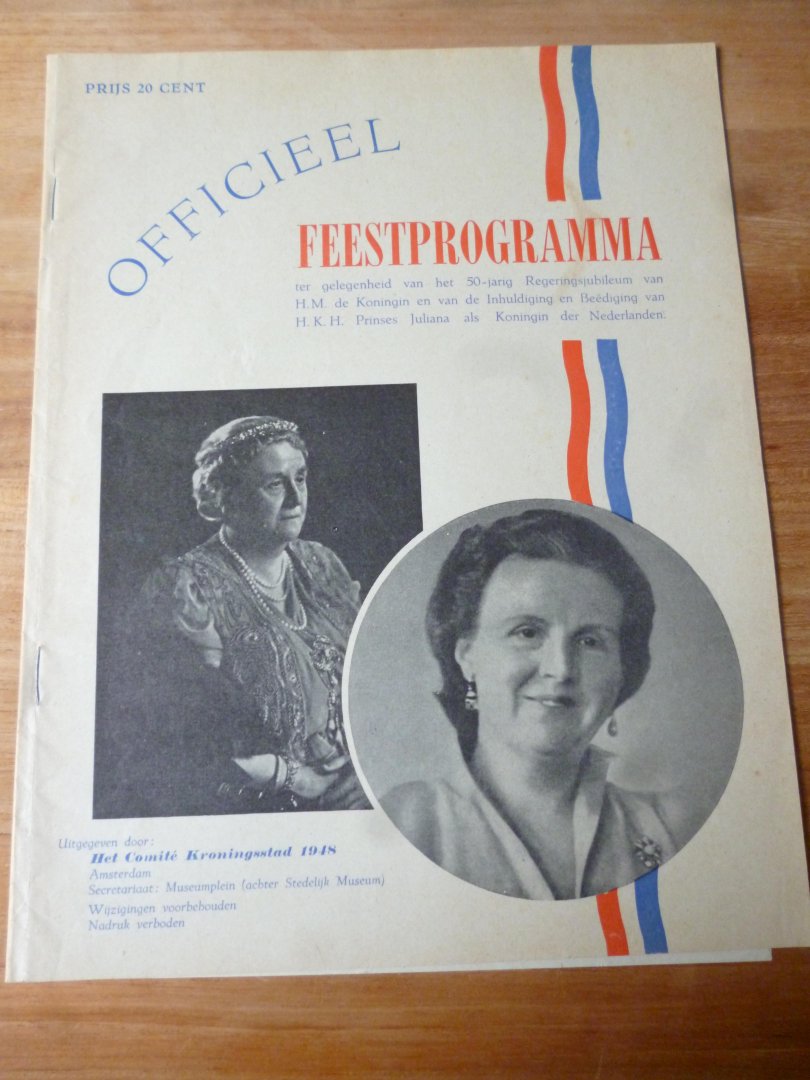 PRIJS 20 CENT
OFFICIEEL
FEESTPROGRAMMA
ter gelegenheid van het 50-jarig Regeringsjubileum van
H.M. de Koningin en van de Inhuldiging en Beëdiging van
H.K.H. Prinses Juliana als Koningin der Nederlanden.
Uitgegeven door:
Het Comité Kroningsstad 1948
Amsterdam
Secretariaat: Museumplein (achter Stedelijk Museum)
Wijzigingen voorbehouden
Nadruk verboden